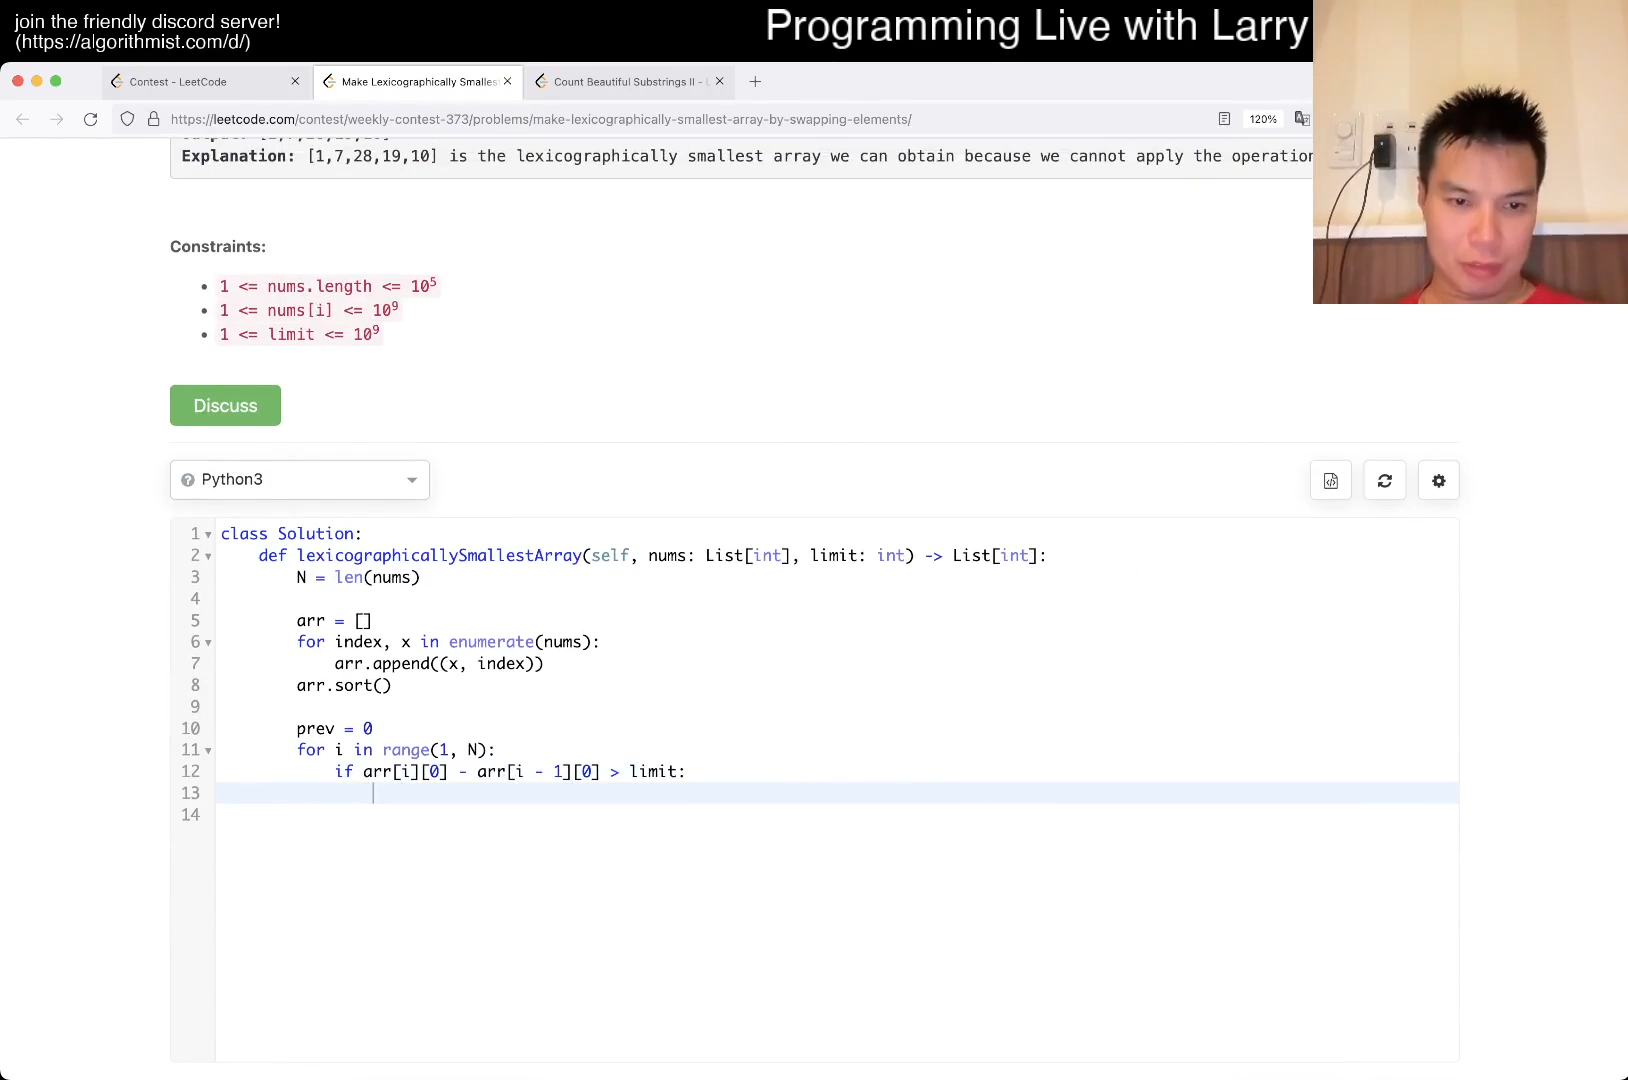 join the friendly discord server!
(https://algorithmist.com/d/)
Programming Live with Larry
Contest - LeetCode
Make Lexicographically Smalles
Count Beautiful Substrings II -
https://leetcode.com/contest/weekly-contest-373/problems/make-lexicographically-smallest-array-by-swapping-elements/
120%
Explanation: [1,7,28,19,10] is the lexicographically smallest array we can obtain because we cannot apply the operation
Constraints:
1 <= nums.length <= 10^5
1 <= nums[i] <= 10^9
1 <= limit <= 10^9
Discuss
Python3
1 class Solution:
2 def lexicographicallySmallestArray(self, nums: List[int], limit: int) -> List[int]:
3 N = len(nums)
4
5 arr = []
6 for index, x in enumerate(nums):
7 arr.append((x, index))
8 arr.sort()
9
10 prev = 0
11 for i in range(1, N):
12 if arr[i][0] - arr[i - 1][0] > limit:
13
14